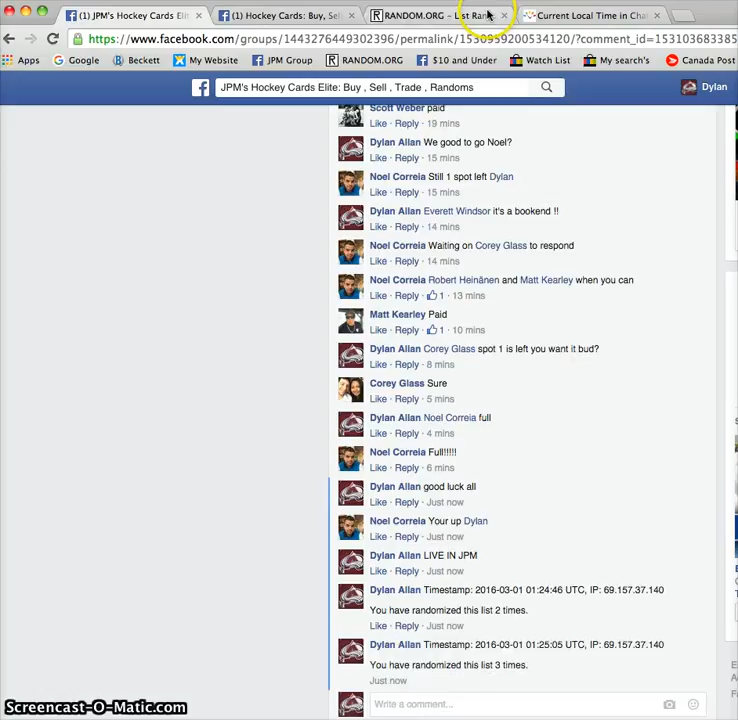 (1) JPM's Hockey Cards Elit
(1) Hockey Cards: Buy, Sel
RANDOM.ORG - List Ran
Current Local Time in Cha
https://www.facebook.com/groups/1443276449302396/permalink/1530959200534120/?comment_id=153103683385
Apps
Google
Beckett
My Website
JPM Group
RANDOM.ORG
$10 and Under
Watch List
My search's
Canada Post
JPM's Hockey Cards Elite: Buy , Sell , Trade , Randoms
Dylan
Scott Weber paid
Like · Reply · 19 mins
Dylan Allan We good to go Noel?
Like · Reply · 15 mins
Noel Correia Still 1 spot left Dylan
Like · Reply · 15 mins
Dylan Allan Everett Windsor it's a bookend !!
Like · Reply · 14 mins
Noel Correia Waiting on Corey Glass to respond
Like · Reply · 14 mins
Noel Correia Robert Heinänen and Matt Kearley when you can
Like · Reply · 1 · 13 mins
Matt Kearley Paid
Like · Reply · 1 · 10 mins
Dylan Allan Corey Glass spot 1 is left you want it bud?
Like · Reply · 8 mins
Corey Glass Sure
Like · Reply · 5 mins
Dylan Allan Noel Correia full
Like · Reply · 4 mins
Noel Correia Full!!!!!
Like · Reply · 6 mins
Dylan Allan good luck all
Like · Reply · Just now
Noel Correia Your up Dylan
Like · Reply · Just now
Dylan Allan LIVE IN JPM
Like · Reply · Just now
Dylan Allan Timestamp: 2016-03-01 01:24:46 UTC, IP: 69.157.37.140
You have randomized this list 2 times.
Like · Reply · Just now
Dylan Allan Timestamp: 2016-03-01 01:25:05 UTC, IP: 69.157.37.140
You have randomized this list 3 times.
Just now
Write a comment...
Screencast-O-Matic.com